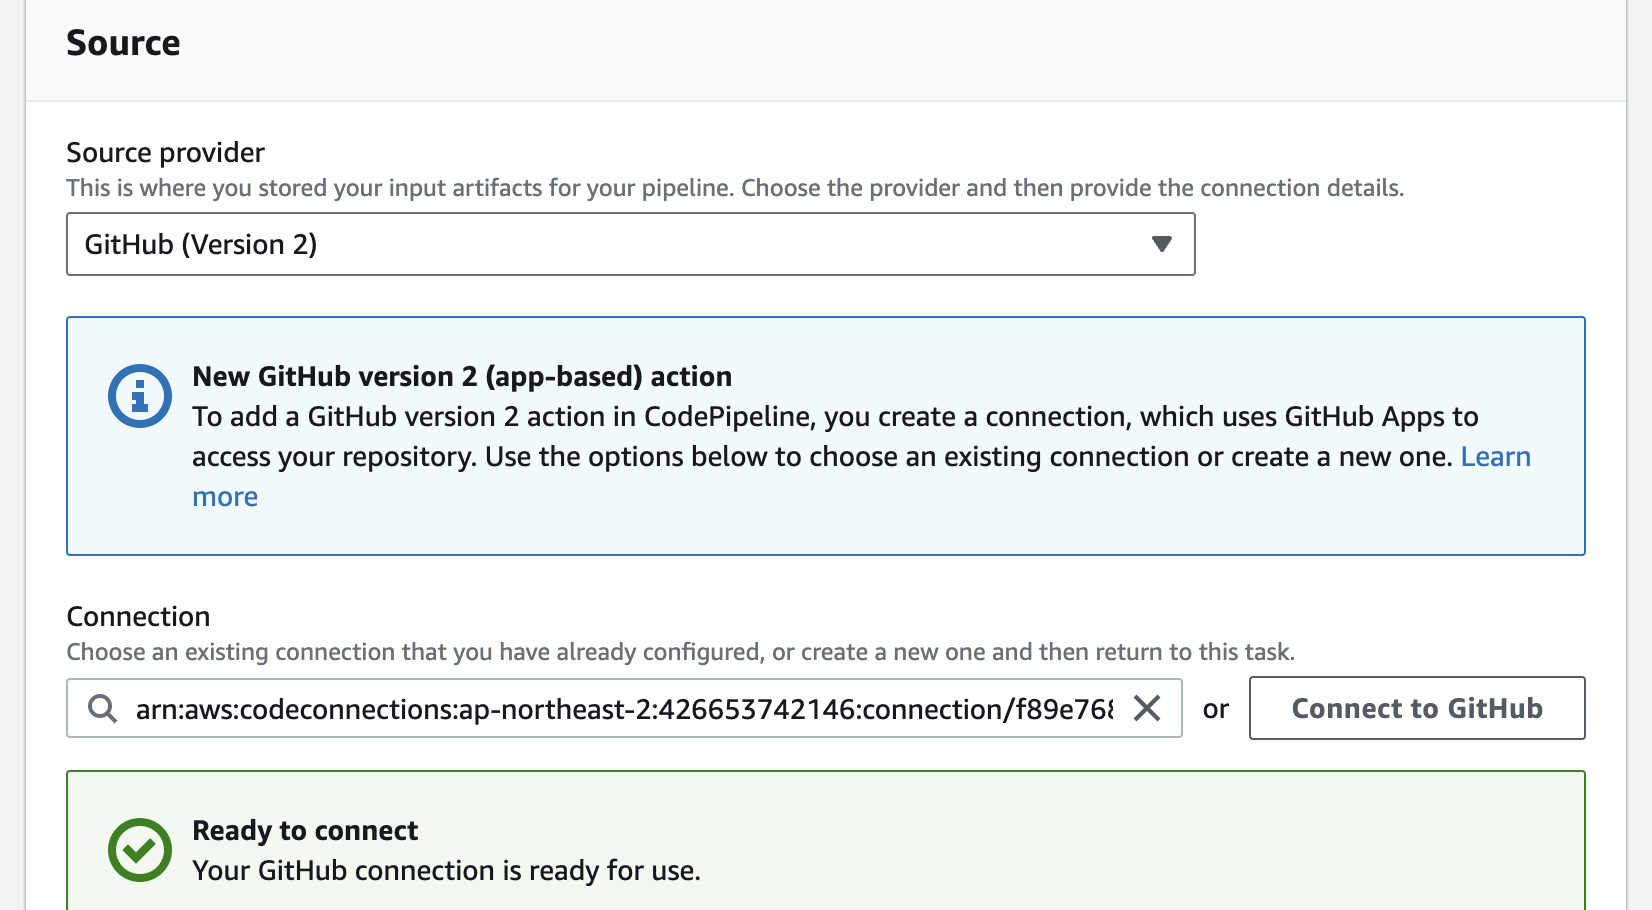 Source
Source provider
This is where you stored your input artifacts for your pipeline. Choose the provider and then provide the connection details.
GitHub (Version 2)
New GitHub version 2 (app-based) action
To add a GitHub version 2 action in CodePipeline, you create a connection, which uses GitHub Apps to
access your repository. Use the options below to choose an existing connection or create a new one. Learn
more
Connection
Choose an existing connection that you have already configured, or create a new one and then return to this task.
arn:aws:codeconnections:ap-northeast-2:426653742146:connection/f89e768 or Connect to GitHub
Ready to connect
Your GitHub connection is ready for use.